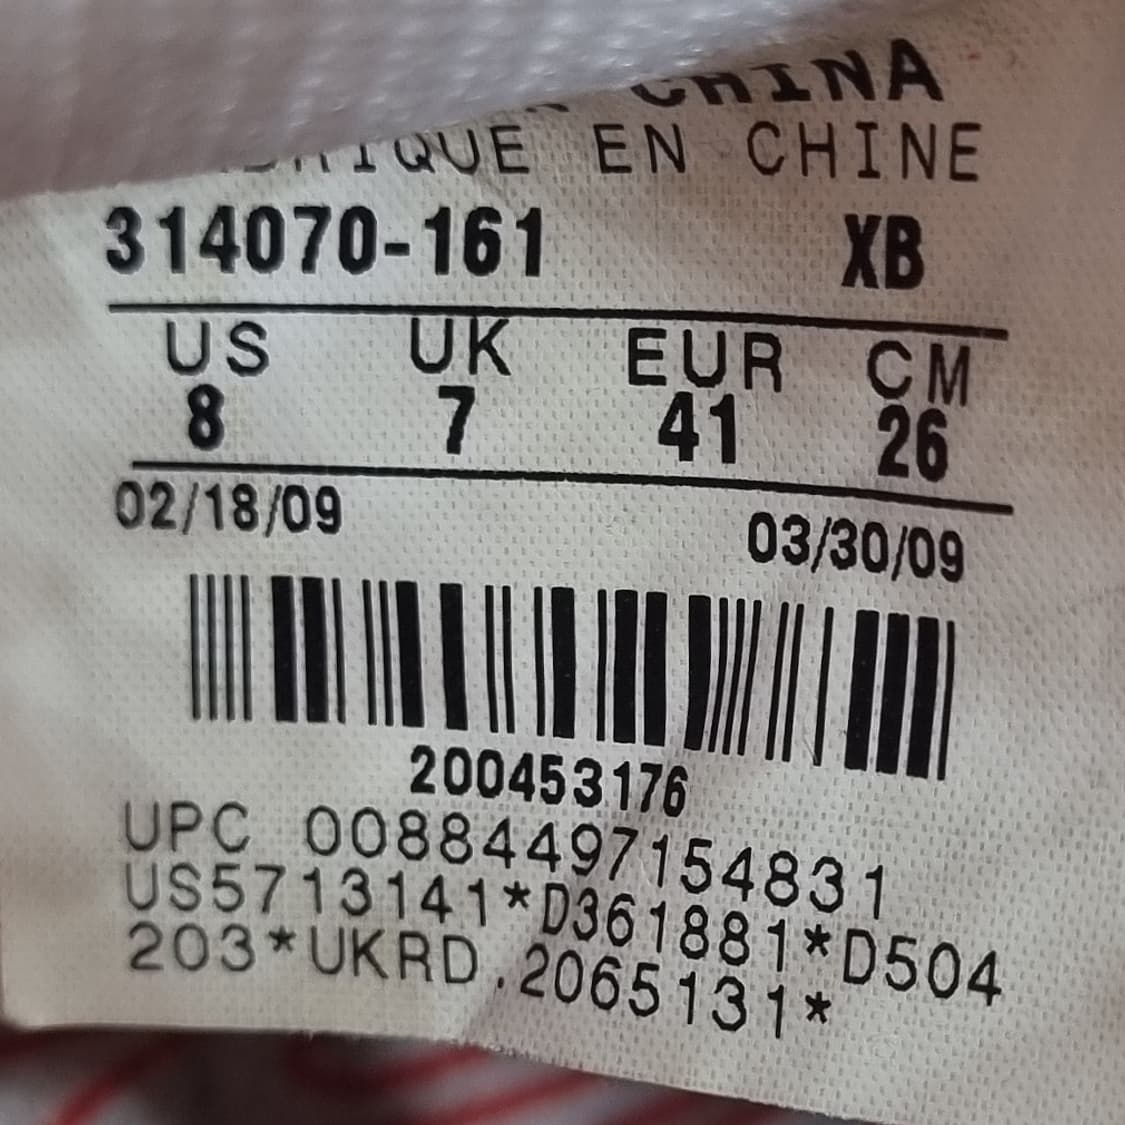 CHINA
FABRIQUE EN CHINE
314070-161 XB
US UK EUR CM
8 7 41 26
02/18/09 03/30/09
200453176
UPC 00884497154831
US5713141*D361881*D504
203*UKRD.2065131*